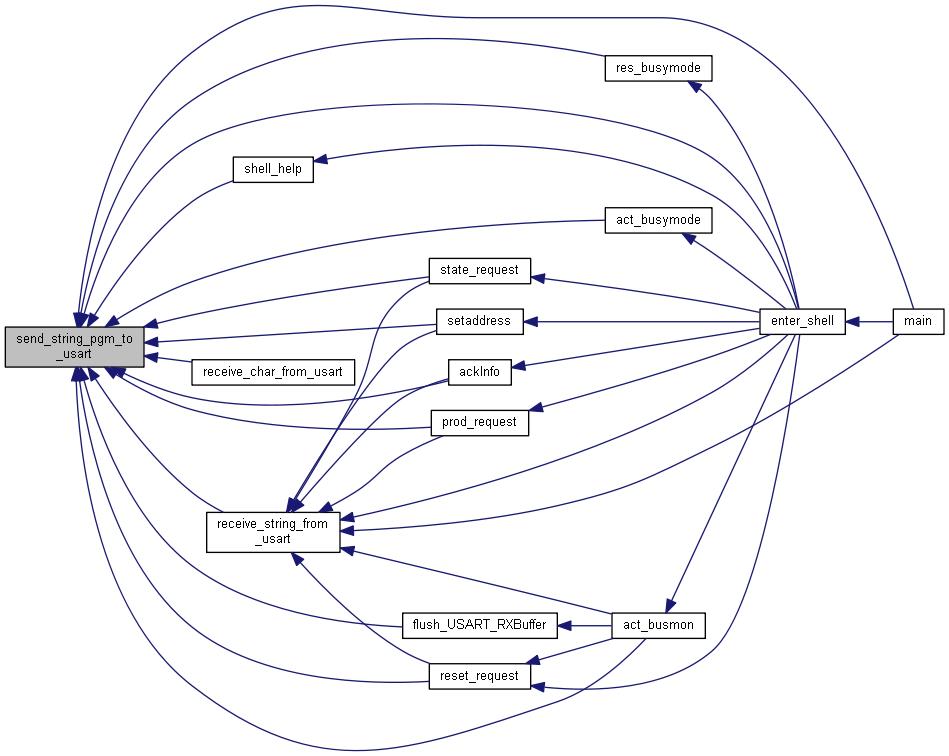 res_busymode
shell_help
act_busymode
state_request
setaddress
enter_shell
main
send_string_pgm_to
_usart
receive_char_from_usart
ackInfo
prod_request
receive_string_from
_usart
flush_USART_RXBuffer
act_busmon
reset_request